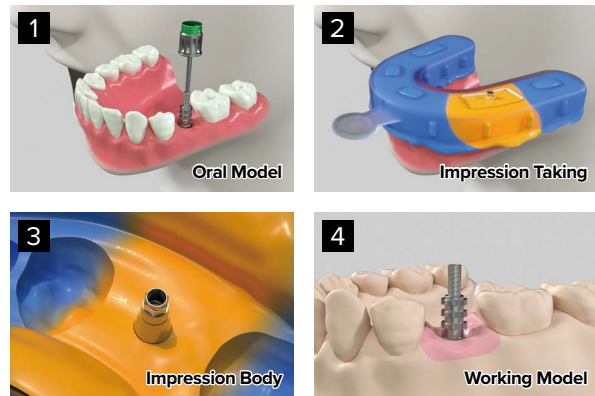 1
Oral Model
2
Impression Taking
3
Impression Body
4
Working Model